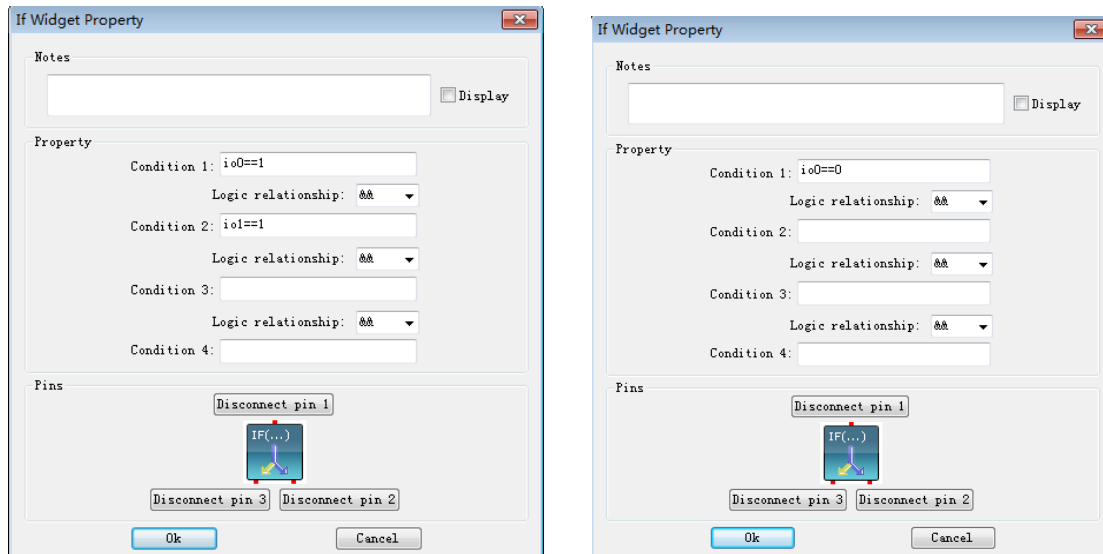 If Widget Property
Notes
Display
Property
Condition 1: io0==1
Logic relationship: &&
Condition 2: io1==1
Logic relationship: &&
Condition 3:
Logic relationship: &&
Condition 4:
Pins
Disconnect pin 1
IF(...)
Disconnect pin 3 Disconnect pin 2
Ok Cancel
If Widget Property
Notes
Display
Property
Condition 1: io0==0
Logic relationship: &&
Condition 2:
Logic relationship: &&
Condition 3:
Logic relationship: &&
Condition 4:
Pins
Disconnect pin 1
IF(...)
Disconnect pin 3 Disconnect pin 2
Ok Cancel